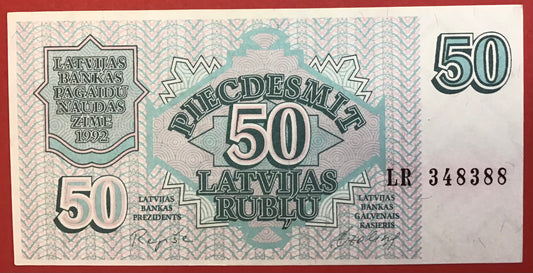 LATVIJAS
BANKAS
PAGAIDU
NAUDAS
ZĪME
1992
50
PIECDESMIT
50
LATVIJAS
RUBĻU
LR 348388
50
LATVIJAS
BANKAS
PREZIDENTS
LATVIJAS
BANKAS
GALVENAIS
KASIERIS